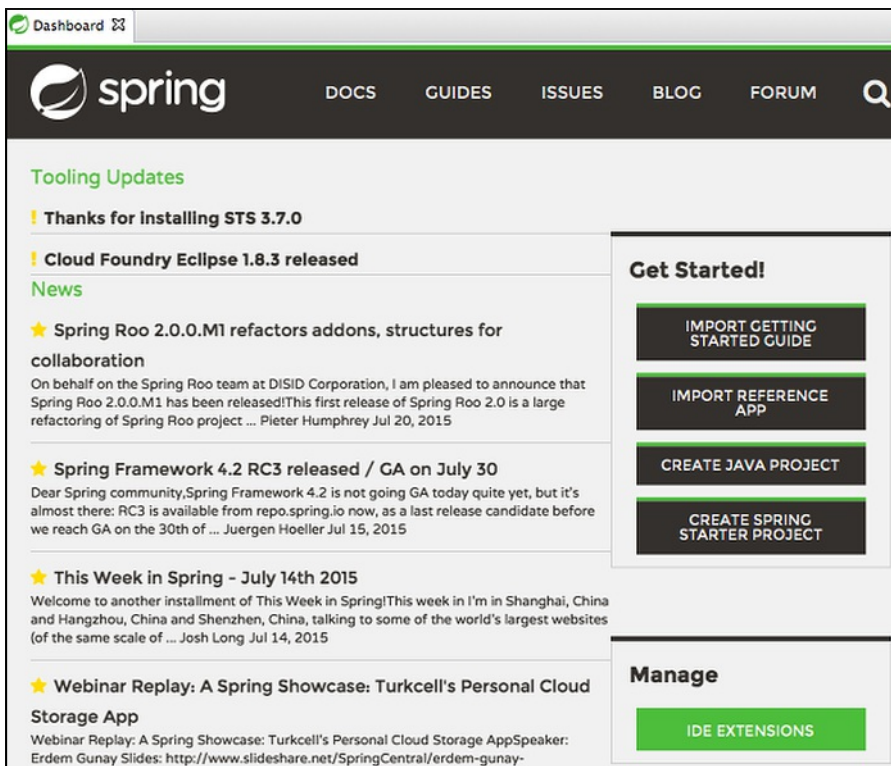 Dashboard
spring
DOCS GUIDES ISSUES BLOG FORUM
Tooling Updates
! Thanks for installing STS 3.7.0
! Cloud Foundry Eclipse 1.8.3 released
News
Spring Roo 2.0.0.M1 refactors addons, structures for
collaboration
On behalf on the Spring Roo team at DISID Corporation, I am pleased to announce that
Spring Roo 2.0.0.M1 has been released!This first release of Spring Roo 2.0 is a large
refactoring of Spring Roo project ... Pieter Humphrey Jul 20, 2015
Spring Framework 4.2 RC3 released / GA on July 30
Dear Spring community,Spring Framework 4.2 is not going GA today quite yet, but it's
almost there: RC3 is available from repo.spring.io now, as a last release candidate before
we reach GA on the 30th of ... Juergen Hoeller Jul 15, 2015
This Week in Spring - July 14th 2015
Welcome to another installment of This Week in Spring!This week in I'm in Shanghai, China
and Hangzhou, China and Shenzhen, China, talking to some of the world's largest websites
(of the same scale of ... Josh Long Jul 14, 2015
Webinar Replay: A Spring Showcase: Turkcell's Personal Cloud
Storage App
Webinar Replay: A Spring Showcase: Turkcell's Personal Cloud Storage AppSpeaker:
Erdem Gunay Slides: http://www.slideshare.net/SpringCentral/erdem-gunay-
Get Started!
IMPORT GETTING
STARTED GUIDE
IMPORT REFERENCE
APP
CREATE JAVA PROJECT
CREATE SPRING
STARTER PROJECT
Manage
IDE EXTENSIONS